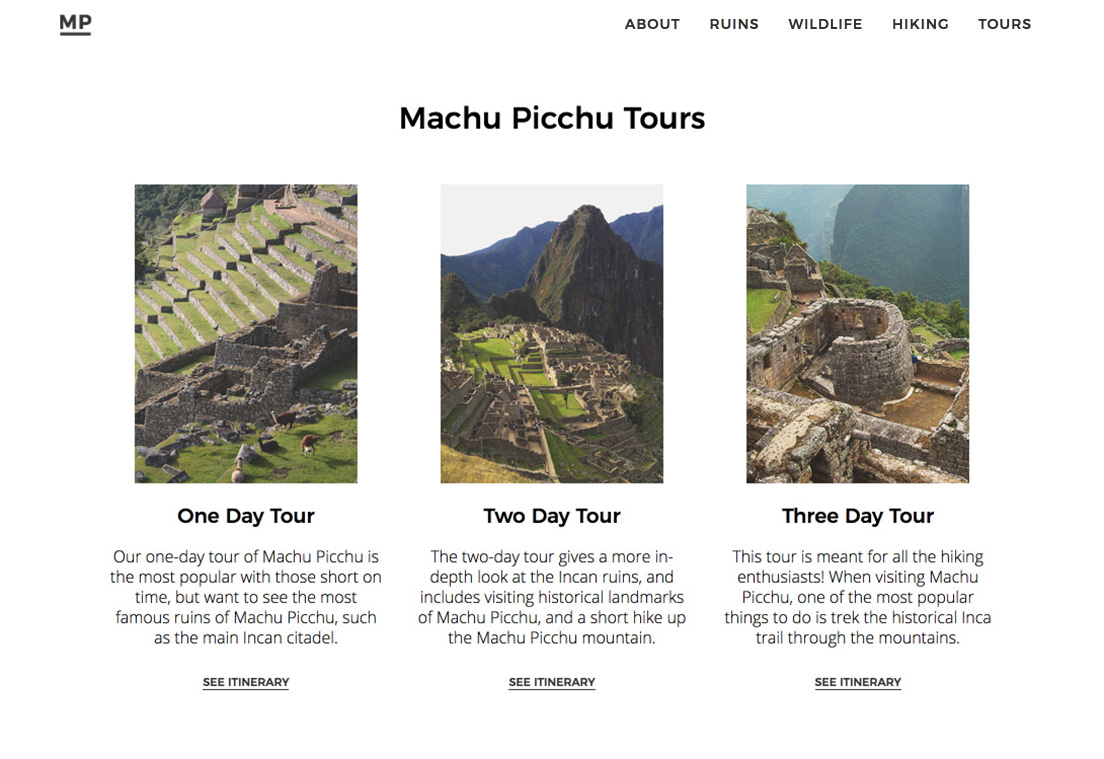 MP
ABOUT RUINS WILDLIFE HIKING TOURS
Machu Picchu Tours
One Day Tour
Our one-day tour of Machu Picchu is
the most popular with those short on
time, but want to see the most
famous ruins of Machu Picchu, such
as the main Incan citadel.
SEE ITINERARY
Two Day Tour
The two-day tour gives a more in-
depth look at the Incan ruins, and
includes visiting historical landmarks
of Machu Picchu, and a short hike up
the Machu Picchu mountain.
SEE ITINERARY
Three Day Tour
This tour is meant for all the hiking
enthusiasts! When visiting Machu
Picchu, one of the most popular
things to do is trek the historical Inca
trail through the mountains.
SEE ITINERARY